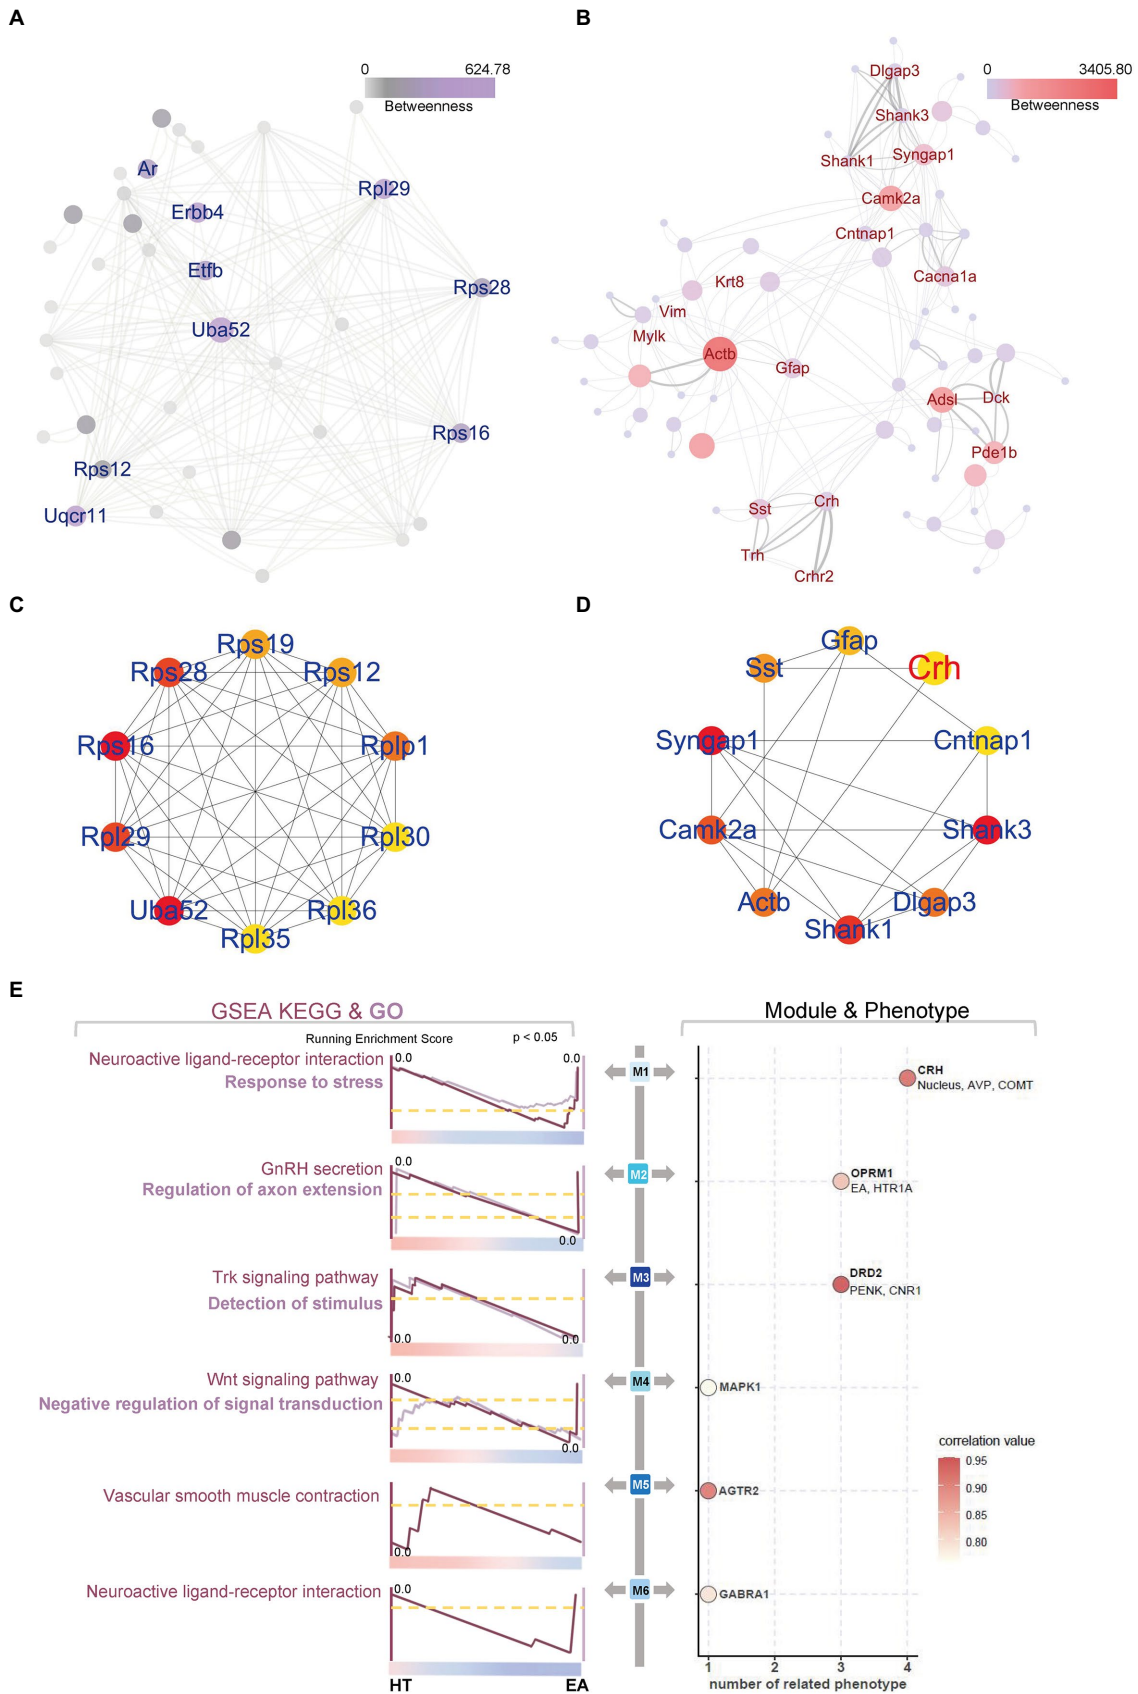 A
0 624.78
Betweenness
Ar
Rpl29
Erbb4
Etfb
Rps28
Uba52
Rps16
Rps12
Uqcr11
B
0 3405.80
Betweenness
Dlgap3
Shank3
Shank1 Syngap1
Camk2a
Cntnap1
Cacna1a
Krt8
Vim
Mylk
Actb
Gfap
Adsl Dck
Pde1b
Sst Crh
Trh
Crhr2
C
Rps19
Rps28 Rps12
Rps16 Rplp1
Rpl29 Rpl30
Uba52 Rpl36
Rpl35
D
Gfap
Sst Crh
Syngap1 Cntnap1
Camk2a Shank3
Actb Dlgap3
Shank1
E
GSEA KEGG & GO
Running Enrichment Score p < 0.05
Neuroactive ligand-receptor interaction 0.0 0.0
Response to stress
GnRH secretion 0.0
Regulation of axon extension
0.0
Trk signaling pathway
Detection of stimulus
0.0 0.0
Wnt signaling pathway 0.0
Negative regulation of signal transduction
0.0
Vascular smooth muscle contraction
0.0
Neuroactive ligand-receptor interaction 0.0
HT EA
M1
M2
M3
M4
M5
M6
Module & Phenotype
CRH
Nucleus, AVP, COMT
OPRM1
EA, HTR1A
DRD2
PENK, CNR1
MAPK1
AGTR2
GABRA1
correlation value
0.95
0.90
0.85
0.80
1 2 3 4
number of related phenotype